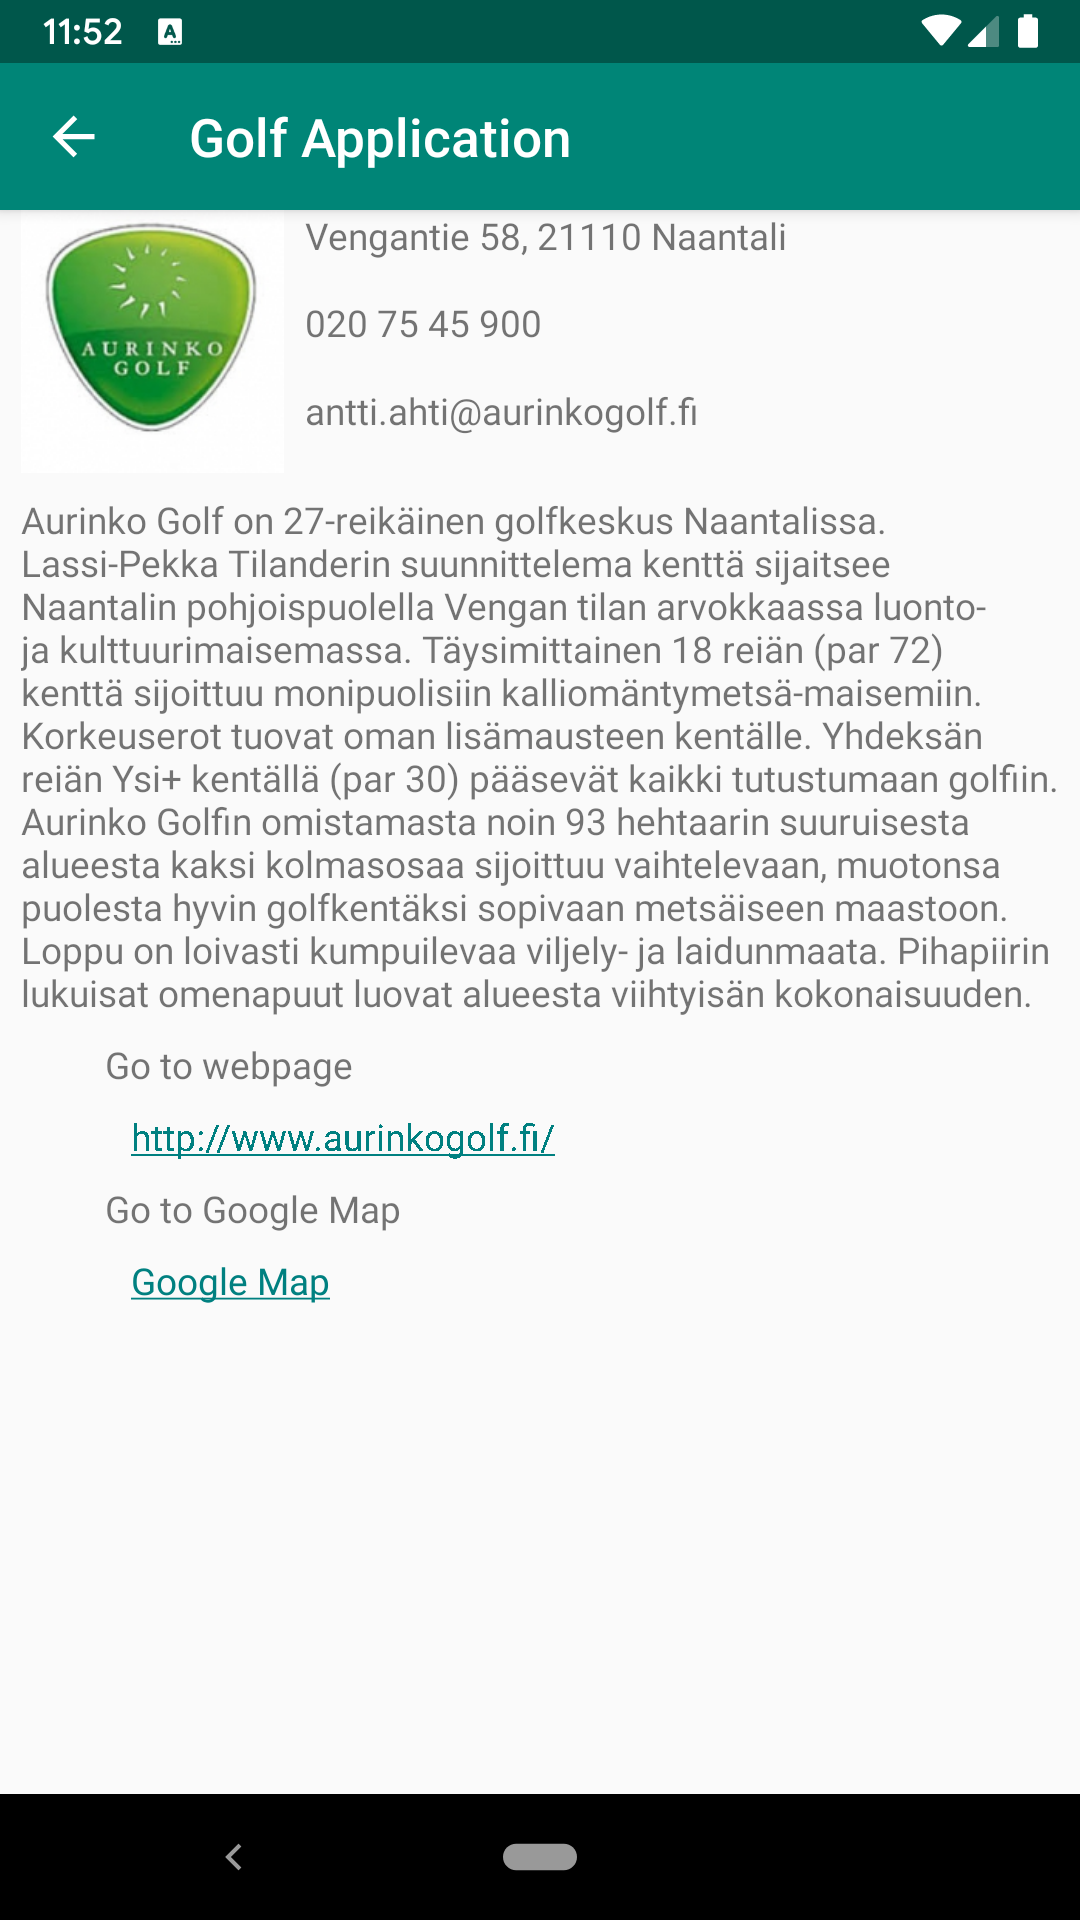 11:52
Golf Application
AURINKO
GOLF
Vengantie 58, 21110 Naantali
020 75 45 900
antti.ahti@aurinkogolf.fi
Aurinko Golf on 27-reikäinen golfkeskus Naantalissa.
Lassi-Pekka Tilanderin suunnittelema kenttä sijaitsee
Naantalin pohjoispuolella Vengan tilan arvokkaassa luonto-
ja kulttuurimaisemassa. Täysimittainen 18 reiän (par 72)
kenttä sijoittuu monipuolisiin kalliomäntymetsä-maisemiin.
Korkeuserot tuovat oman lisämausteen kentälle. Yhdeksän
reiän Ysi+ kentällä (par 30) pääsevät kaikki tutustumaan golfiin.
Aurinko Golfin omistamasta noin 93 hehtaarin suuruisesta
alueesta kaksi kolmasosaa sijoittuu vaihtelevaan, muotonsa
puolesta hyvin golfkentäksi sopivaan metsäiseen maastoon.
Loppu on loivasti kumpuilevaa viljely- ja laidunmaata. Pihapiirin
lukuisat omenapuut luovat alueesta viihtyisän kokonaisuuden.
Go to webpage
http://www.aurinkogolf.fi/
Go to Google Map
Google Map